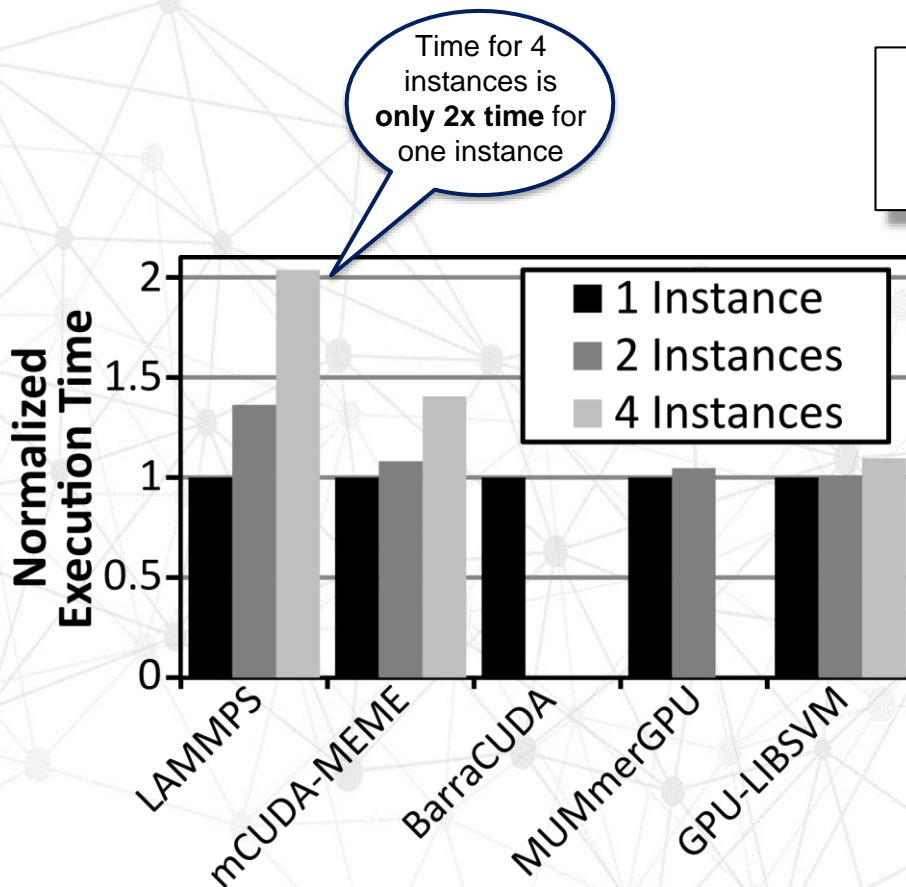 Time for 4
instances is
only 2x time for
one instance
Normalized
Execution Time
2
1.5
1
0.5
0
1 Instance
2 Instances
4 Instances
LAMMPS
mCUDA-MEME
BarraCUDA
MUMmerGPU
GPU-LIBSVM